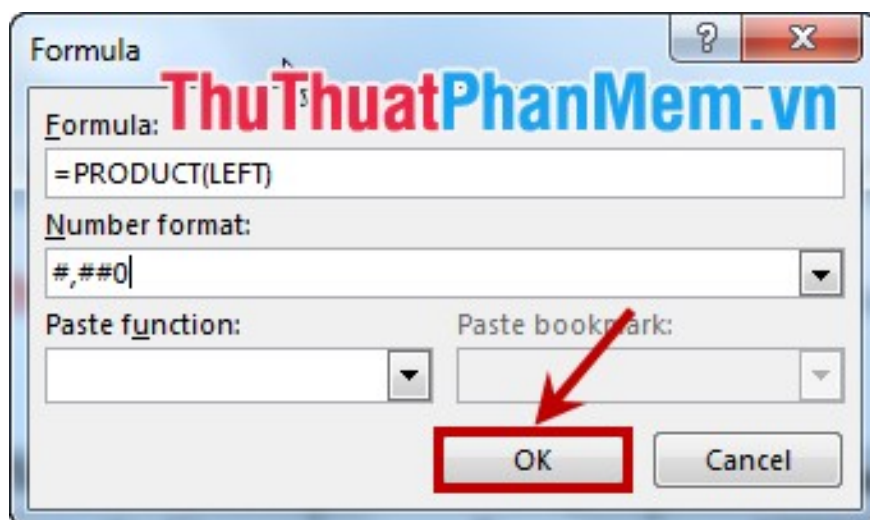 Formula
ThuThuatPhanMem.vn
Formula:
=PRODUCT(LEFT)
Number format:
#,##0
Paste function: Paste bookmark:
OK Cancel